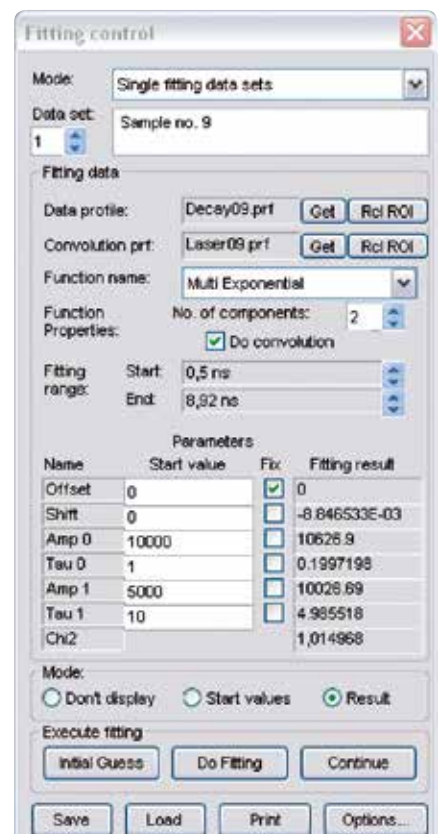 Fitting control
Mode: Single fitting data sets
Data set: Sample no. 9
1
Fitting data
Data profile: Decay09.prf Get Rcl ROI
Convolution prf: Laser09.prf Get Rcl ROI
Function name: Multi Exponential
Function Properties: No. of components: 2
Do convolution
Fitting range: Start: 0,5 ns
End: 8,92 ns
Parameters
Name Start value Fix Fitting result
Offset 0 0
Shift 0 -8.846533E-03
Amp 0 10000 10626.9
Tau 0 1 0.1997198
Amp 1 5000 10026.69
Tau 1 10 4.985518
Chi2 1,014968
Mode:
Don't display Start values Result
Execute fitting
Initial Guess Do Fitting Continue
Save Load Print Options...